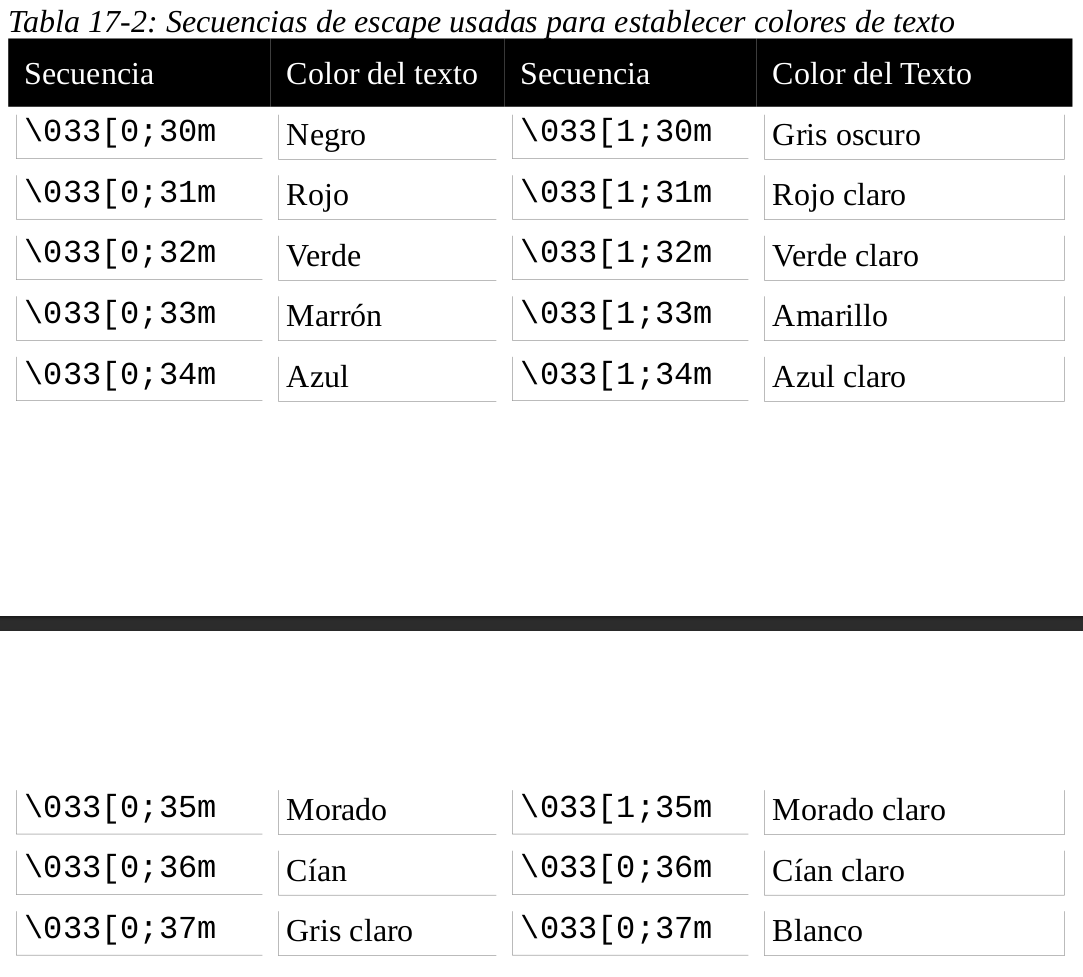 Tabla 17-2: Secuencias de escape usadas para establecer colores de texto
Secuencia Color del texto Secuencia Color del Texto
\033[0;30m Negro \033[1;30m Gris oscuro
\033[0;31m Rojo \033[1;31m Rojo claro
\033[0;32m Verde \033[1;32m Verde claro
\033[0;33m Marrón \033[1;33m Amarillo
\033[0;34m Azul \033[1;34m Azul claro
\033[0;35m Morado \033[1;35m Morado claro
\033[0;36m Cían \033[0;36m Cían claro
\033[0;37m Gris claro \033[0;37m Blanco